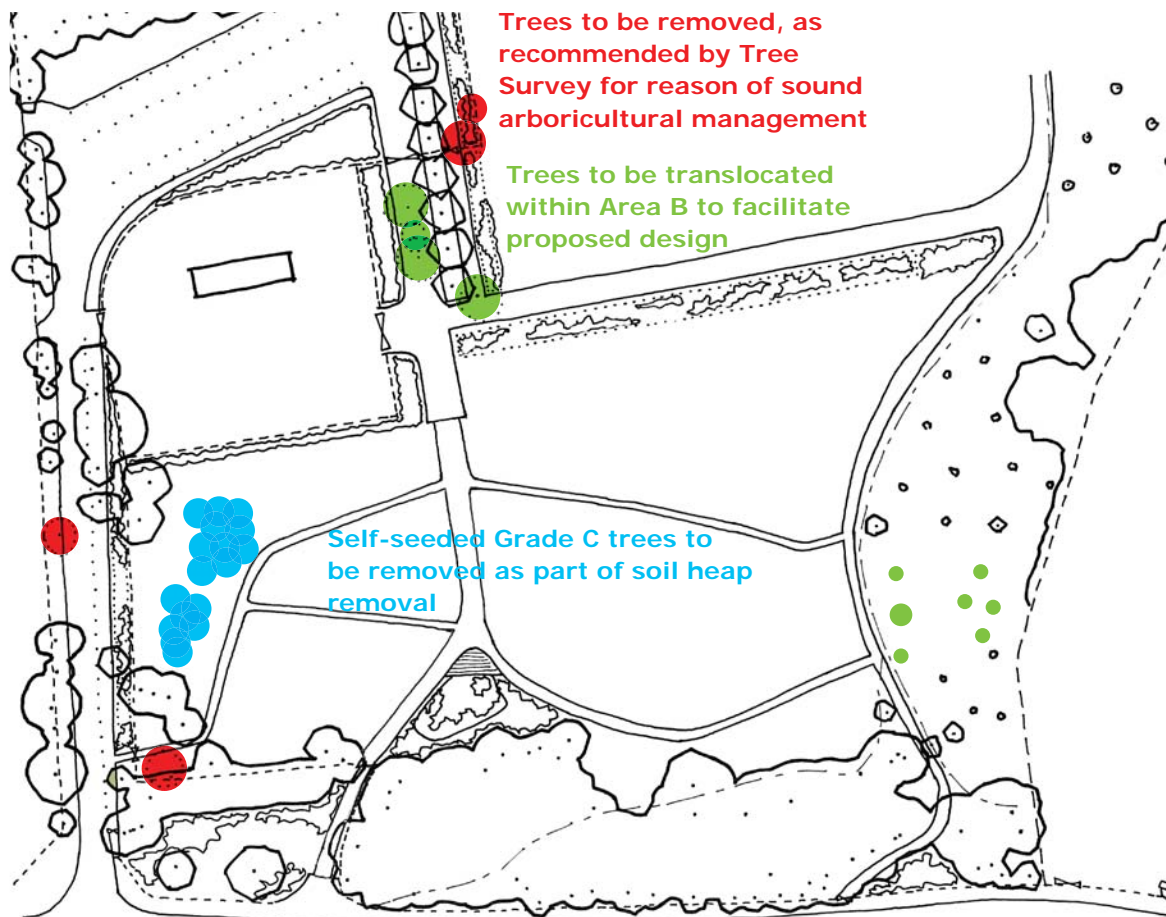 Trees to be removed, as
recommended by Tree
Survey for reason of sound
arboricultural management
Trees to be translocated
within Area B to facilitate
proposed design
Self-seeded Grade C trees to
be removed as part of soil heap
removal